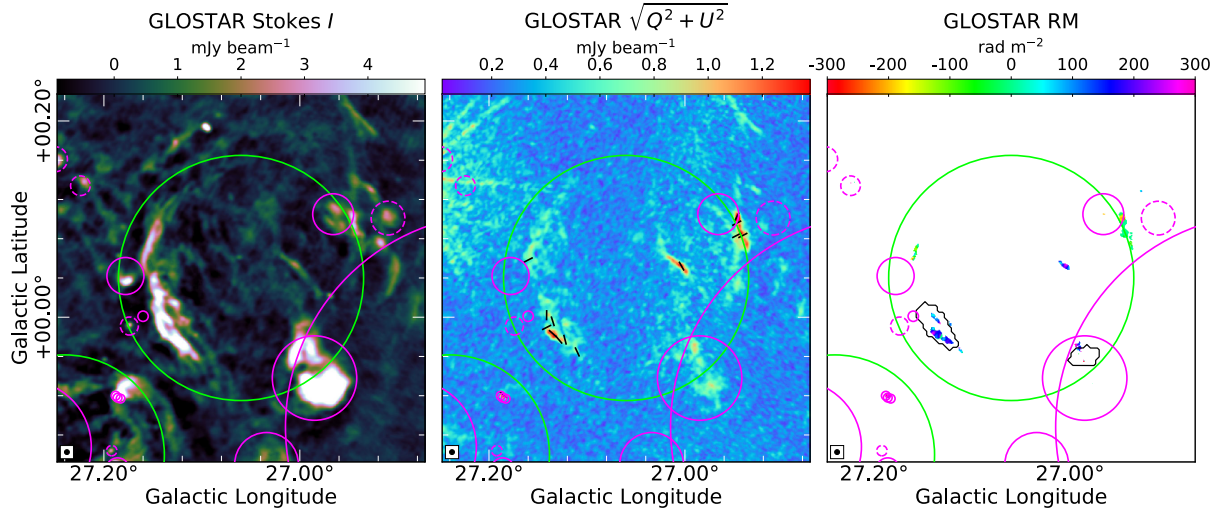 GLOSTAR Stokes I
mJy beam⁻¹
0 1 2 3 4
GLOSTAR √(Q² + U²)
mJy beam⁻¹
0.2 0.4 0.6 0.8 1.0 1.2
GLOSTAR RM
rad m⁻²
-300 -200 -100 0 100 200 300
Galactic Latitude
+00.20°
+00.00°
27.20° 27.00°
Galactic Longitude
27.20° 27.00°
Galactic Longitude
27.20° 27.00°
Galactic Longitude